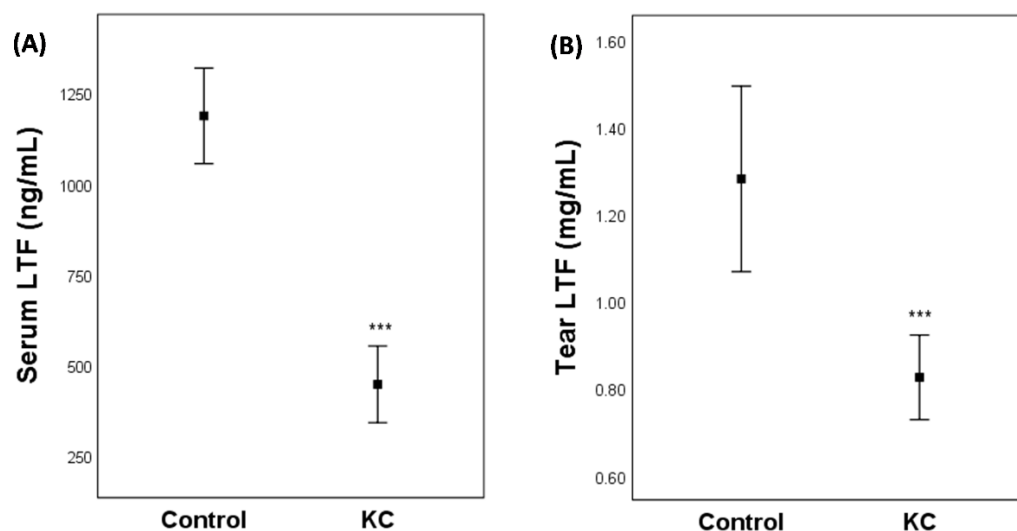 (A)
Serum LTF (ng/mL)
1250
1000
750
500
250
***
Control KC
(B)
Tear LTF (mg/mL)
1.60
1.40
1.20
1.00
0.80
0.60
***
Control KC